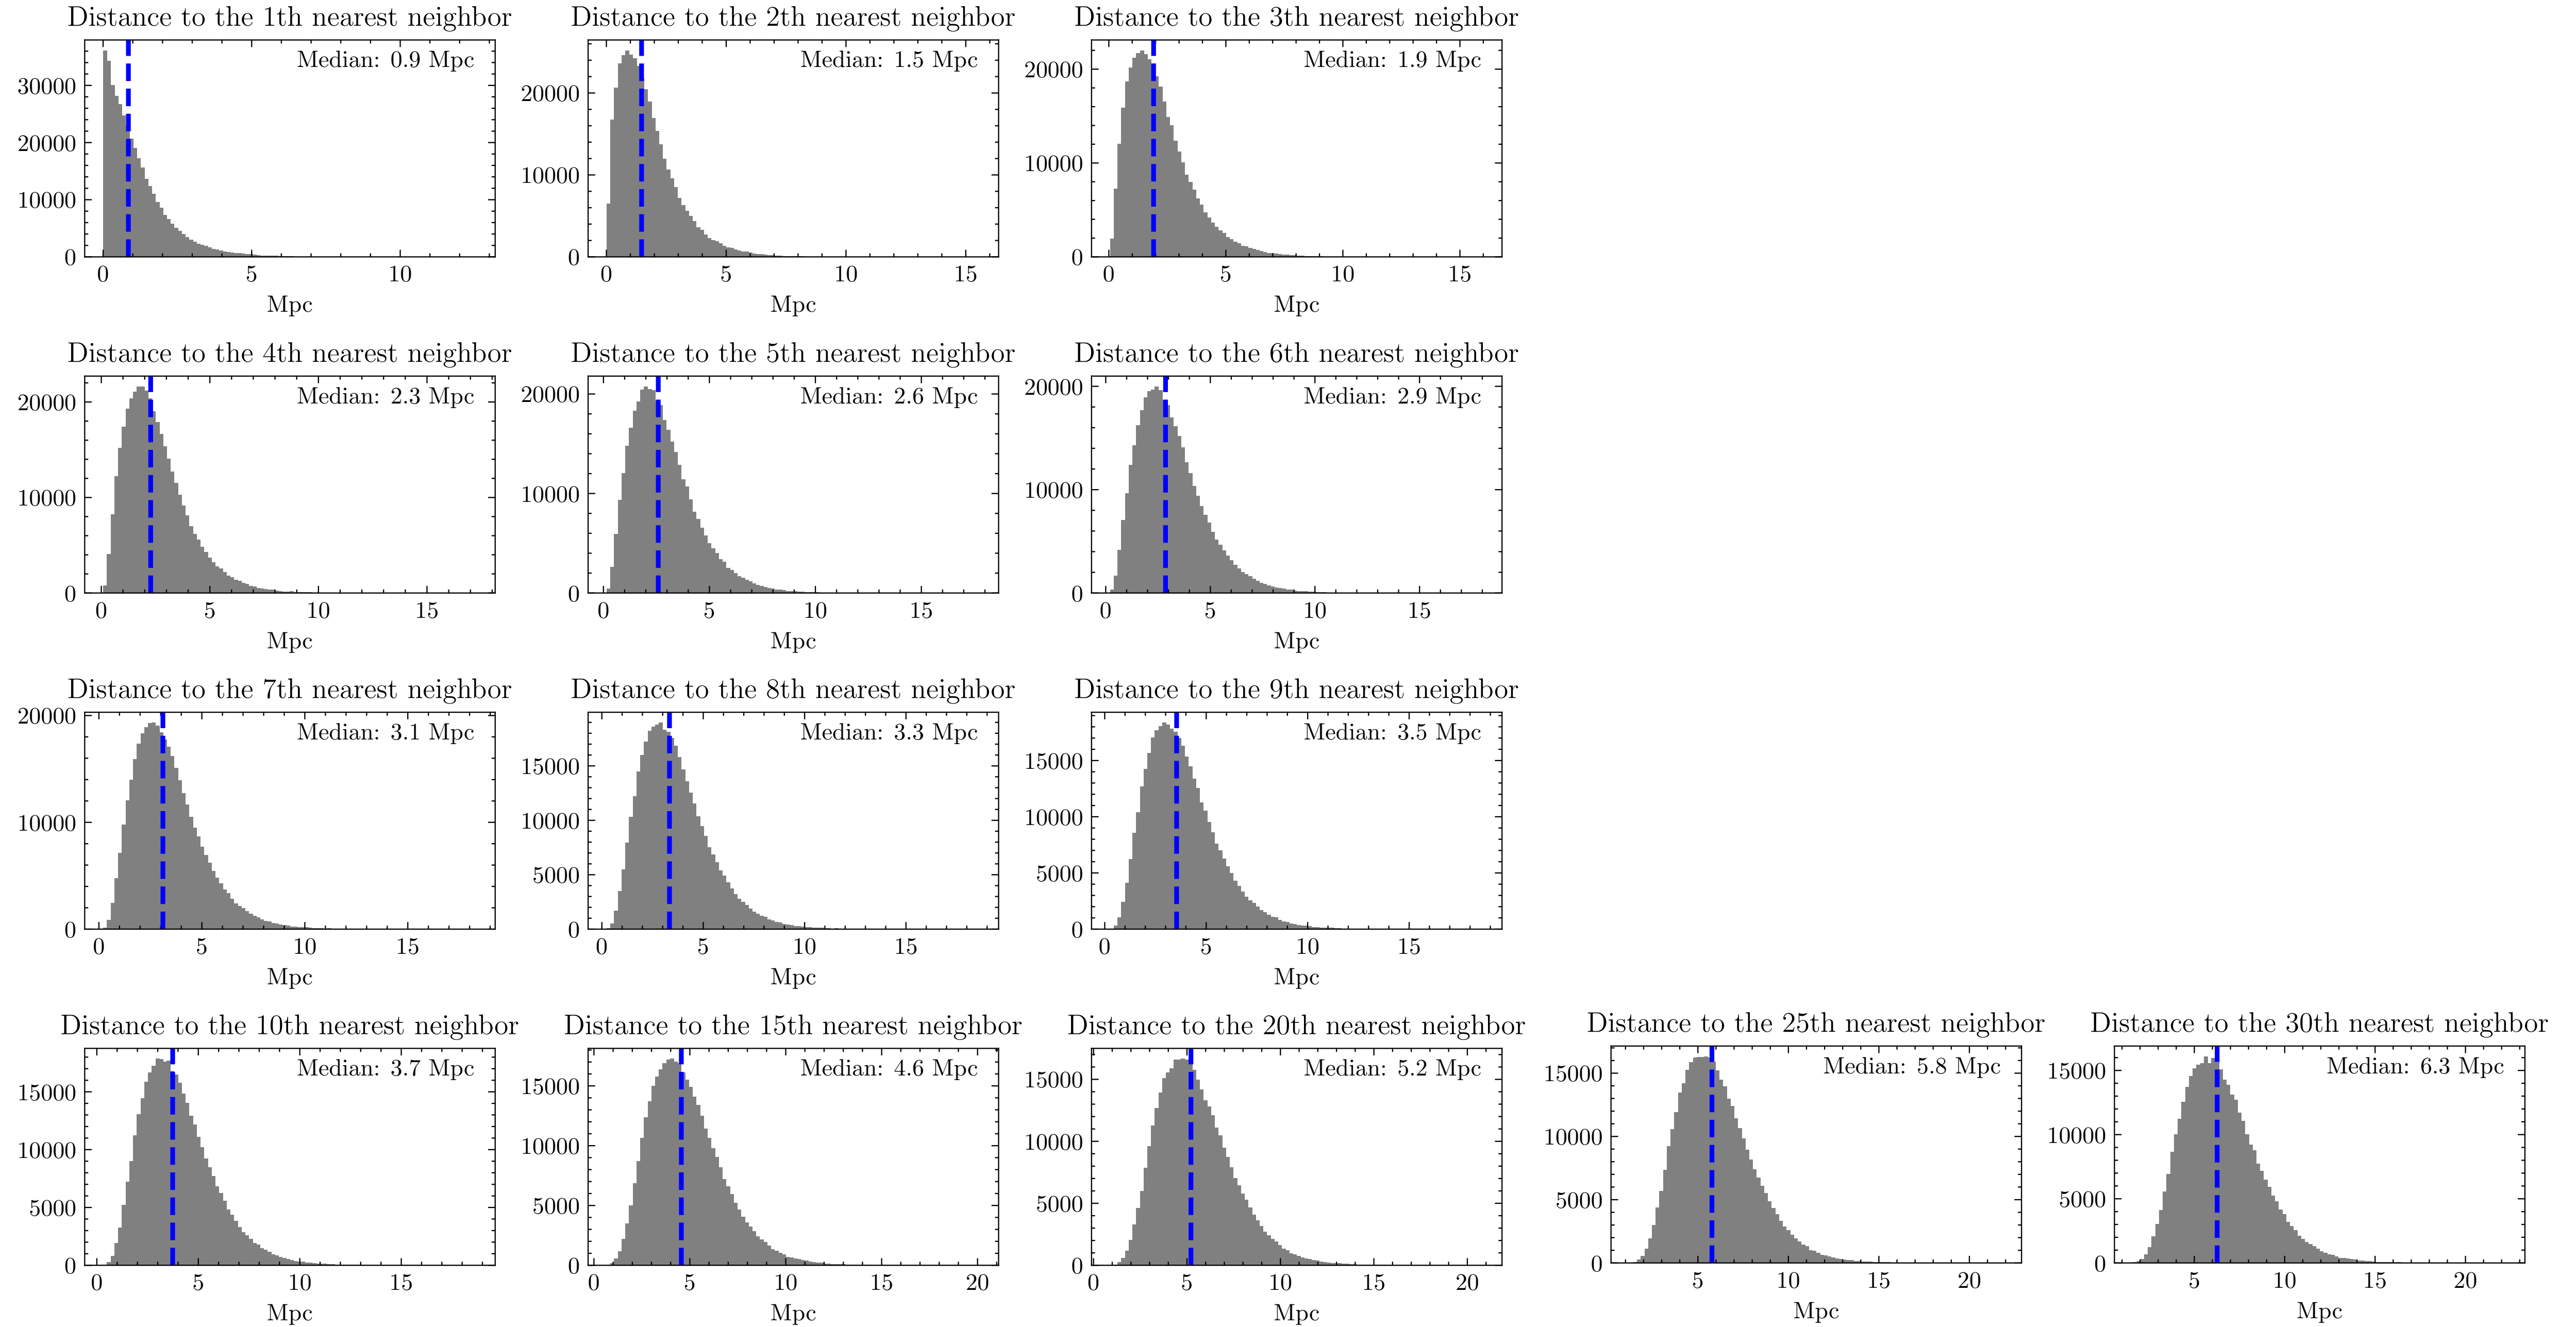 Distance to the 1th nearest neighbor
Median: 0.9 Mpc
30000
20000
10000
0
0 5 10
Mpc
Distance to the 2th nearest neighbor
Median: 1.5 Mpc
20000
10000
0
0 5 10 15
Mpc
Distance to the 3th nearest neighbor
Median: 1.9 Mpc
20000
10000
0
0 5 10 15
Mpc
Distance to the 4th nearest neighbor
Median: 2.3 Mpc
20000
10000
0
0 5 10 15
Mpc
Distance to the 5th nearest neighbor
Median: 2.6 Mpc
20000
10000
0
0 5 10 15
Mpc
Distance to the 6th nearest neighbor
Median: 2.9 Mpc
20000
10000
0
0 5 10 15
Mpc
Distance to the 7th nearest neighbor
Median: 3.1 Mpc
20000
10000
0
0 5 10 15
Mpc
Distance to the 8th nearest neighbor
Median: 3.3 Mpc
15000
10000
5000
0
0 5 10 15
Mpc
Distance to the 9th nearest neighbor
Median: 3.5 Mpc
15000
10000
5000
0
0 5 10 15
Mpc
Distance to the 10th nearest neighbor
Median: 3.7 Mpc
15000
10000
5000
0
0 5 10 15
Mpc
Distance to the 15th nearest neighbor
Median: 4.6 Mpc
15000
10000
5000
0
0 5 10 15 20
Mpc
Distance to the 20th nearest neighbor
Median: 5.2 Mpc
15000
10000
5000
0
0 5 10 15 20
Mpc
Distance to the 25th nearest neighbor
Median: 5.8 Mpc
15000
10000
5000
0
5 10 15 20
Mpc
Distance to the 30th nearest neighbor
Median: 6.3 Mpc
15000
10000
5000
0
5 10 15 20
Mpc